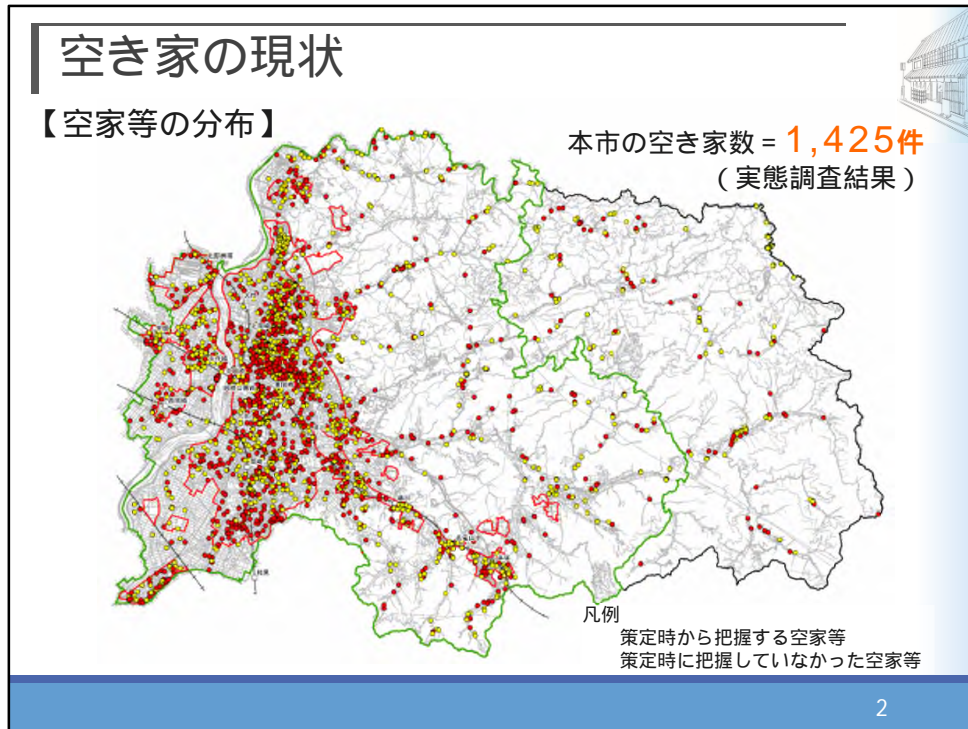 空き家の現状
【空家等の分布】
本市の空き家数 = 1,425件
（実態調査結果）
凡例
策定時から把握する空家等
策定時に把握していなかった空家等
2